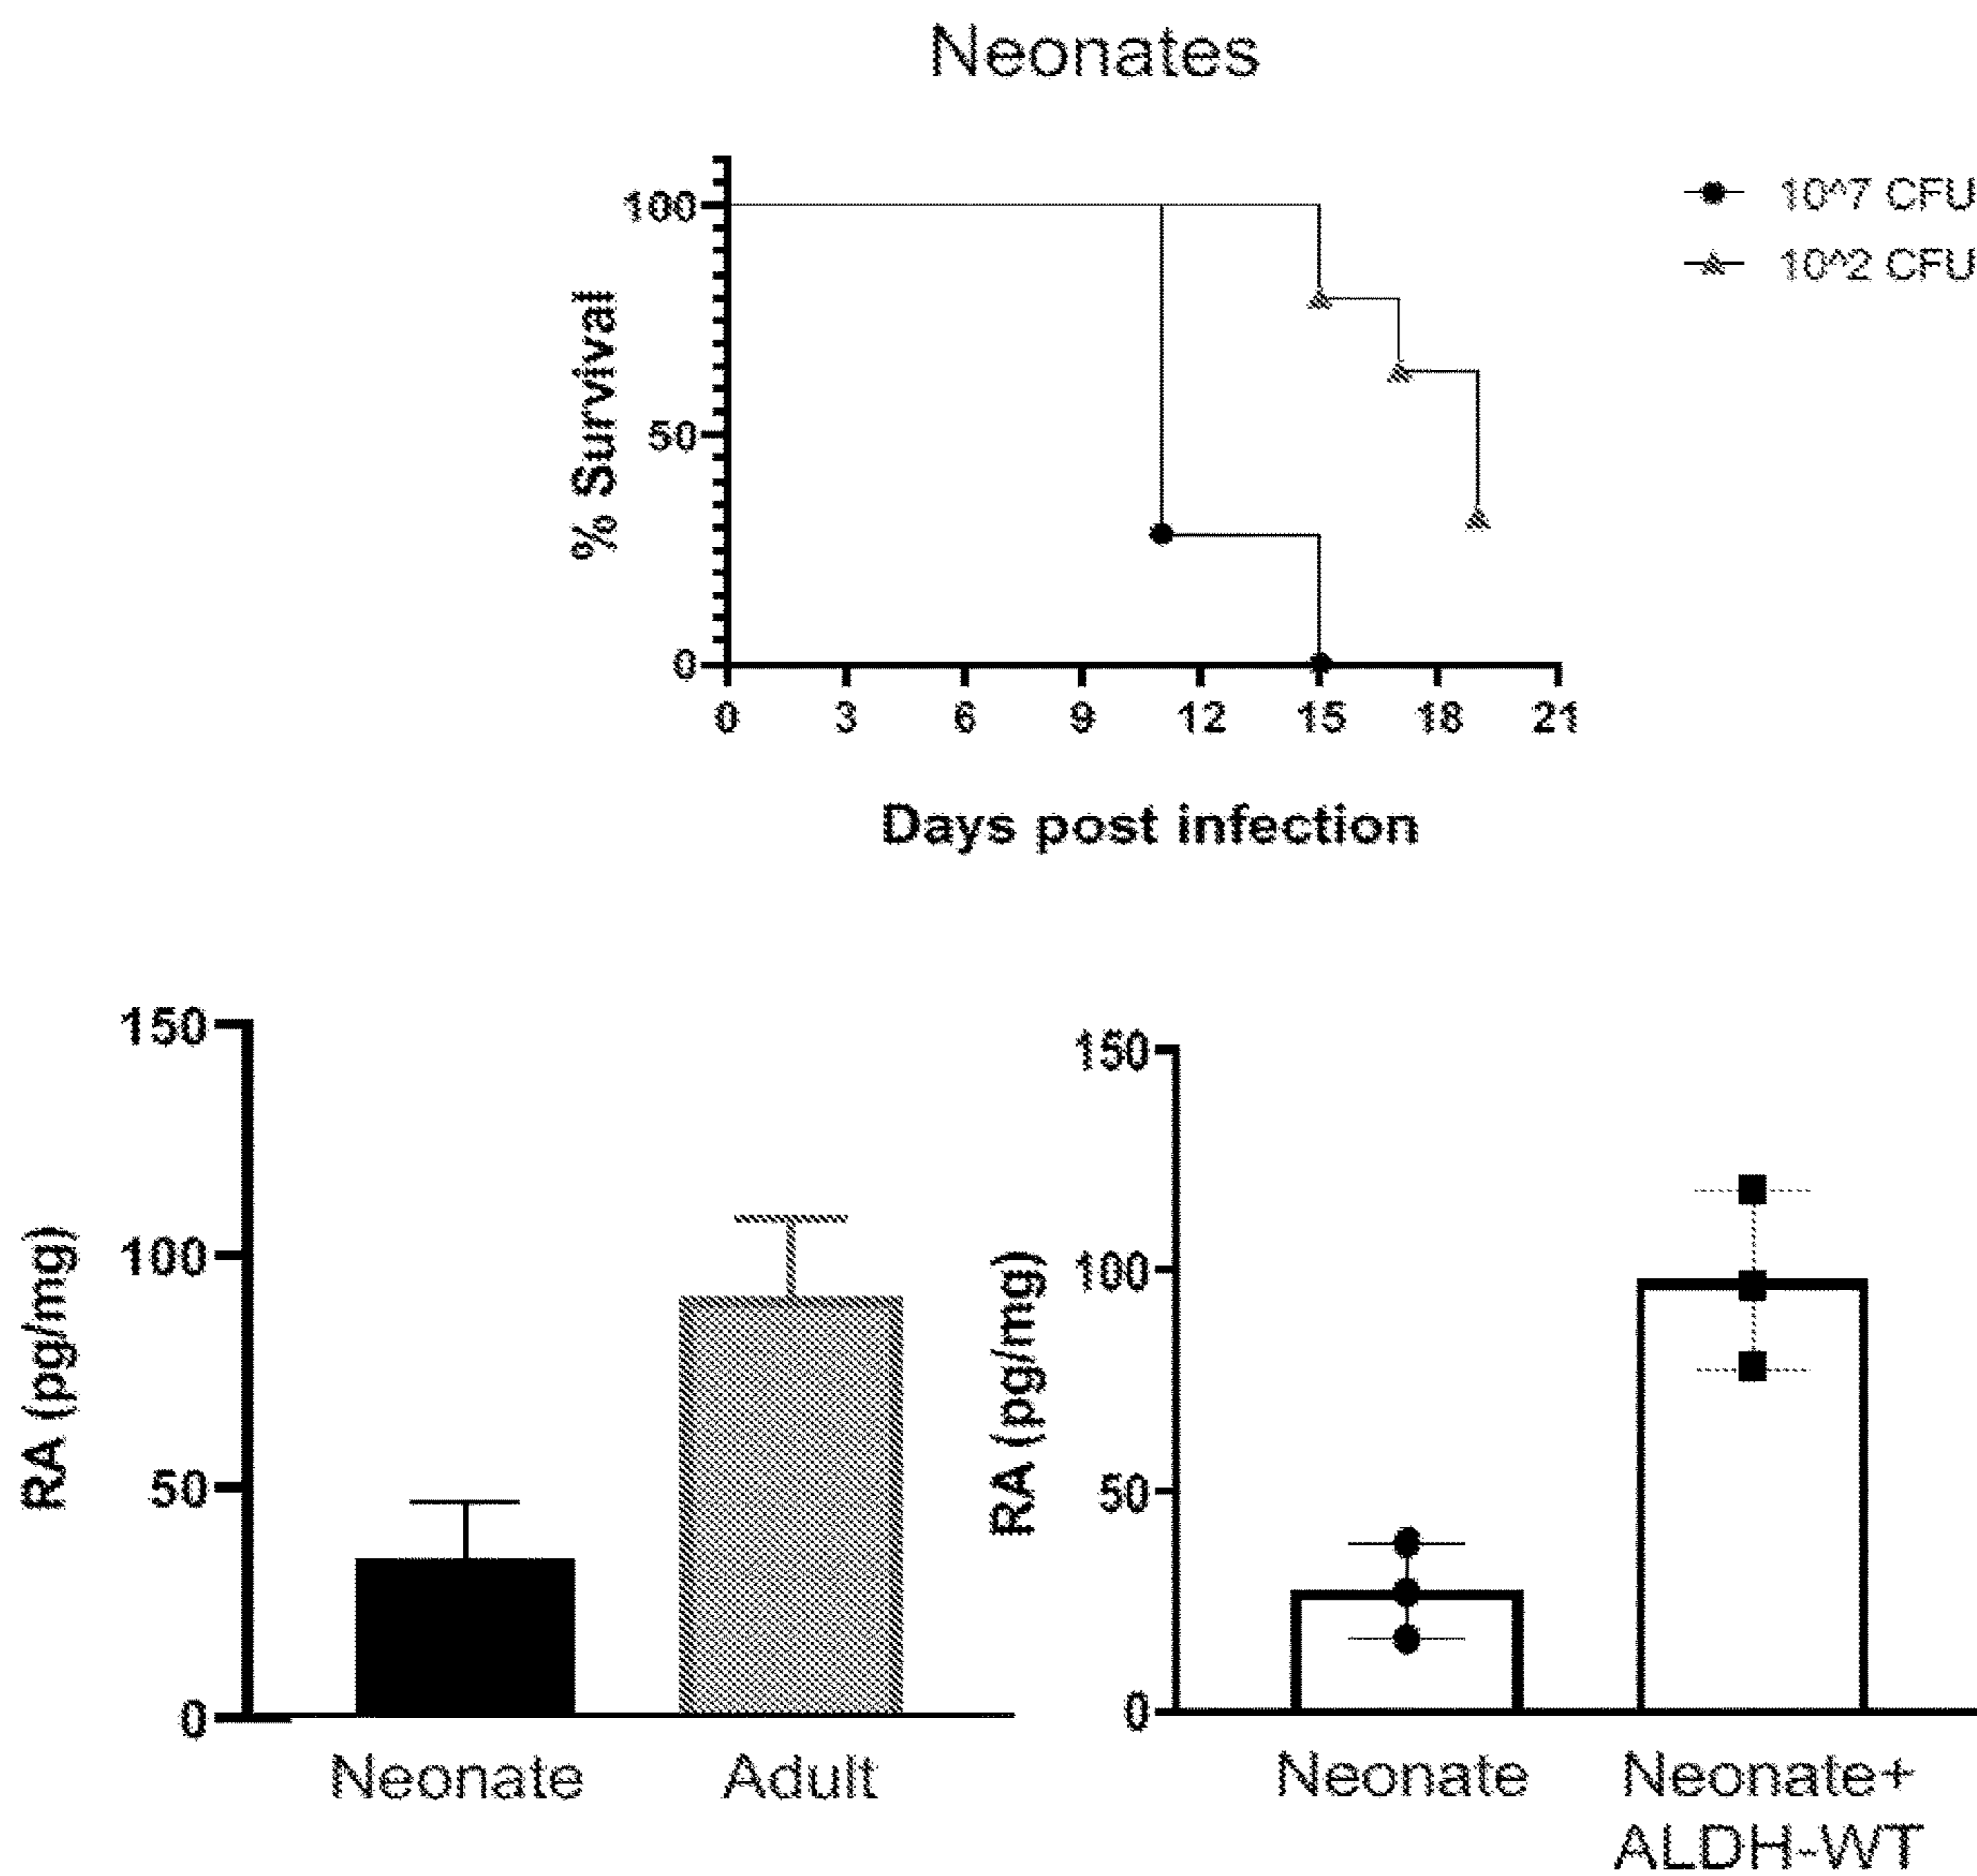 Neonates
10^7 CFU
10^2 CFU
% Survival
100
50
0
0 3 6 9 12 15 18 21
Days post infection
RA (pg/mg)
150
100
50
0
Neonate Adult
RA (pg/mg)
150
100
50
0
Neonate Neonate+
ALDH-WT